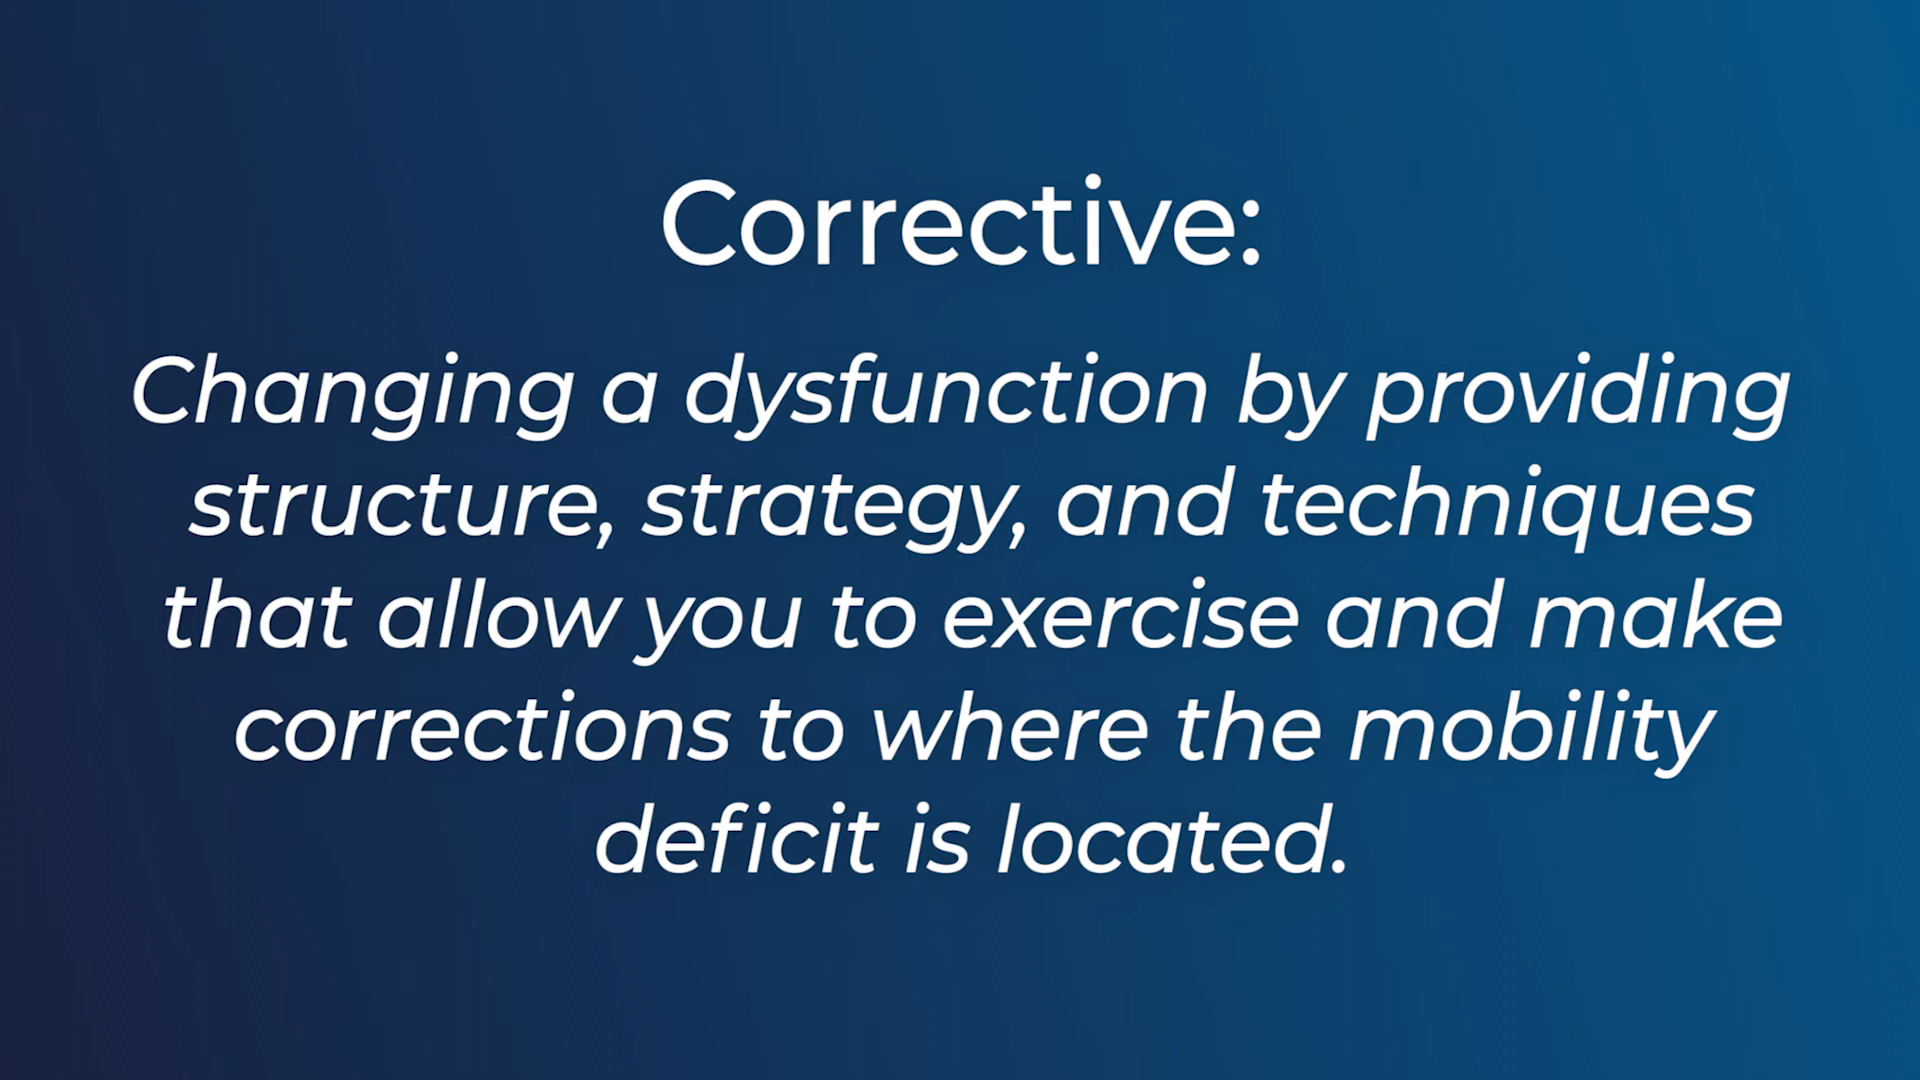 Corrective:
Changing a dysfunction by providing
structure, strategy, and techniques
that allow you to exercise and make
corrections to where the mobility
deficit is located.